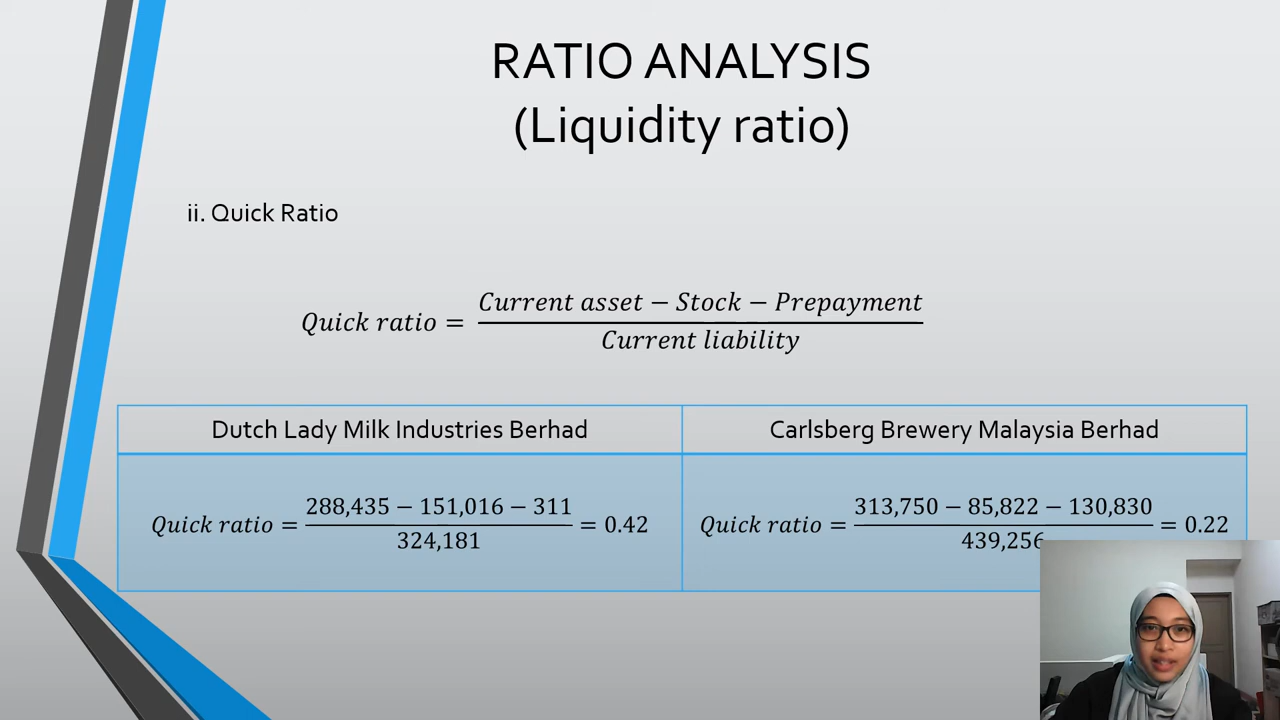 RATIO ANALYSIS
(Liquidity ratio)
ii. Quick Ratio
Quick ratio = Current asset − Stock − Prepayment / Current liability
Dutch Lady Milk Industries Berhad
Carlsberg Brewery Malaysia Berhad
Quick ratio = 288,435 − 151,016 − 311 / 324,181 = 0.42
Quick ratio = 313,750 − 85,822 − 130,830 / 439,256 = 0.22